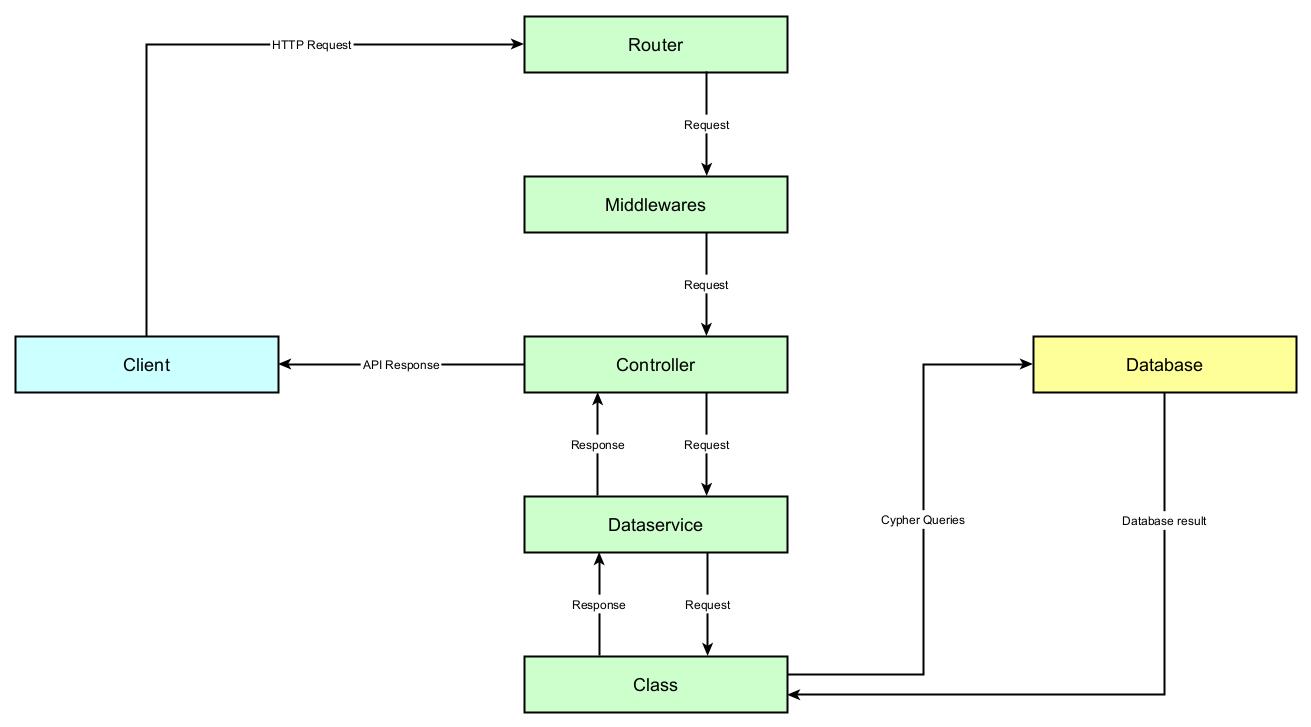 HTTP Request
Router
Request
Middlewares
Request
Client
API Response
Controller
Database
Response
Request
Dataservice
Cypher Queries
Database result
Response
Request
Class